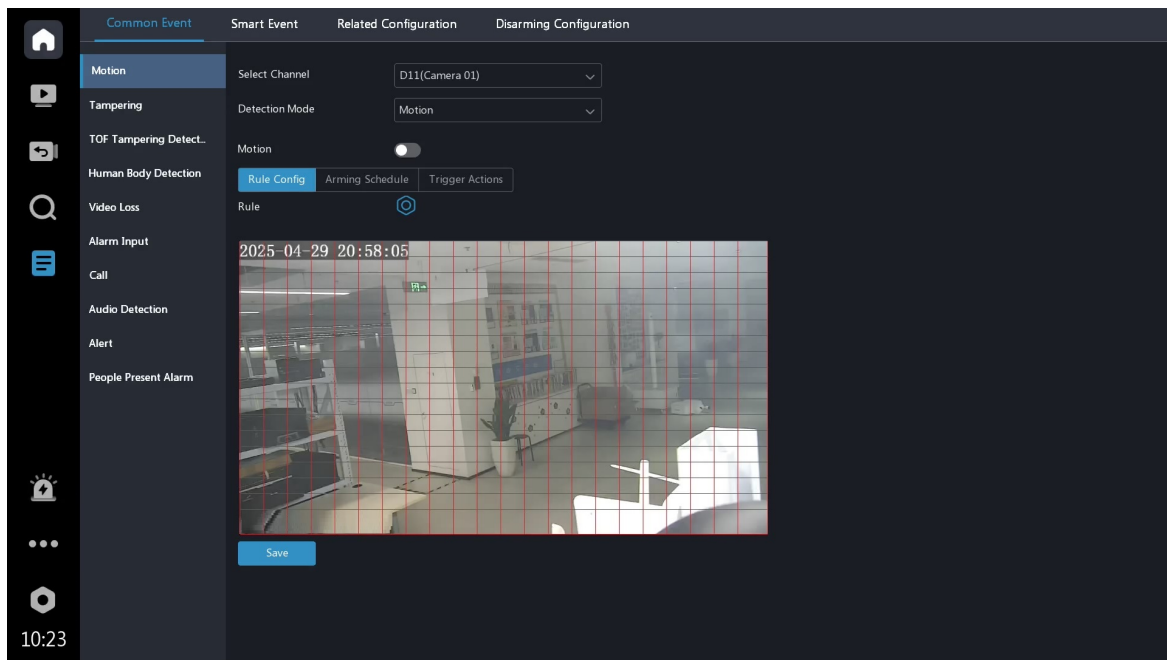 Common Event
Smart Event
Related Configuration
Disarming Configuration
Motion
Tampering
TOF Tampering Detect...
Human Body Detection
Video Loss
Alarm Input
Call
Audio Detection
Alert
People Present Alarm
10:23
Select Channel
D11(Camera 01)
Detection Mode
Motion
Motion
Rule Config
Arming Schedule
Trigger Actions
Rule
2025-04-29 20:58:05
Save